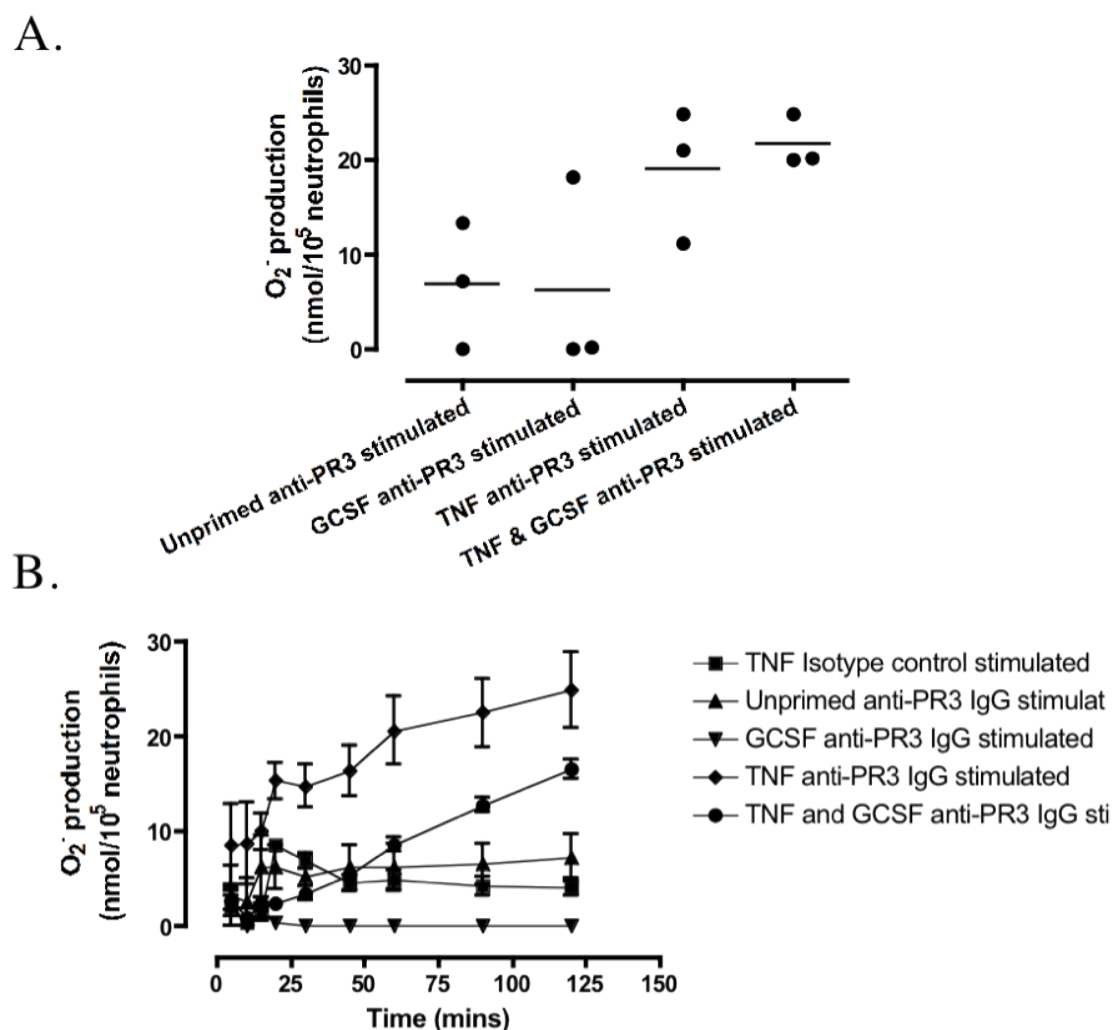 A.
30
20
10
0
O2- production
(nmol/10^5 neutrophils)
Unprimed anti-PR3 stimulated
GCSF anti-PR3 stimulated
TNF anti-PR3 stimulated
TNF & GCSF anti-PR3 stimulated
B.
30
20
10
0
O2- production
(nmol/10^5 neutrophils)
0 25 50 75 100 125 150
Time (mins)
TNF Isotype control stimulated
Unprimed anti-PR3 IgG stimulat
GCSF anti-PR3 IgG stimulated
TNF anti-PR3 IgG stimulated
TNF and GCSF anti-PR3 IgG sti